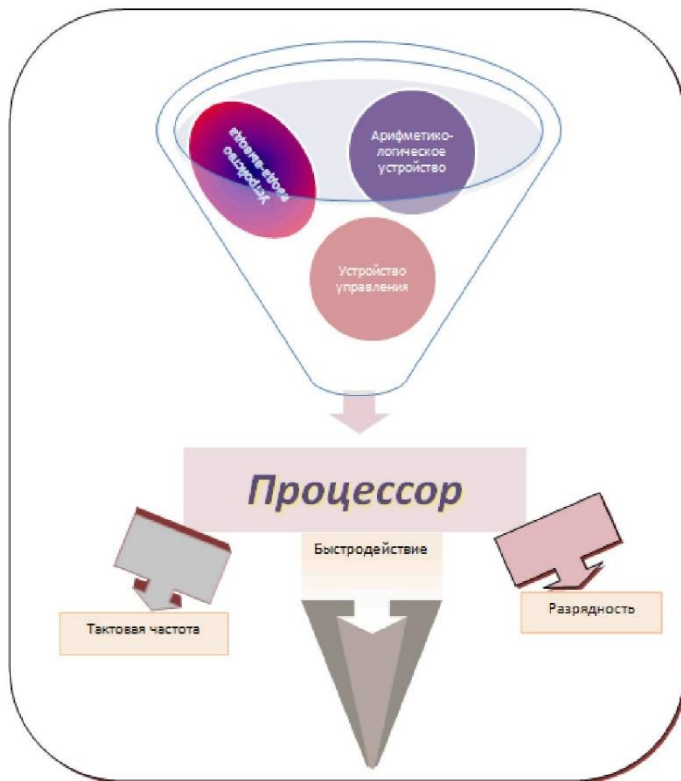 Устройство
ввода-вывода
Арифметико-
логическое
устройство
Устройство
управления
Процессор
Быстродействие
Тактовая частота
Разрядность